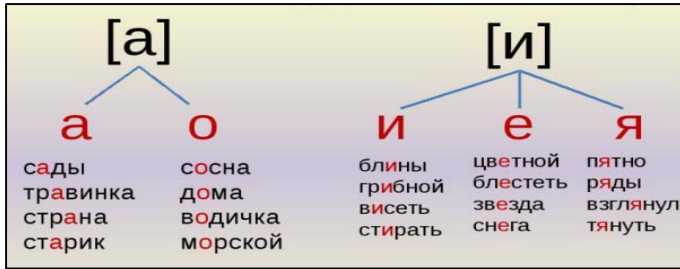 [а] [и]
а о и е я
сады сосна блины цветной пятно
травинка дома грибной блестеть ряды
страна водичка висеть звезда взглянул
старик морской стирать снега тянуть